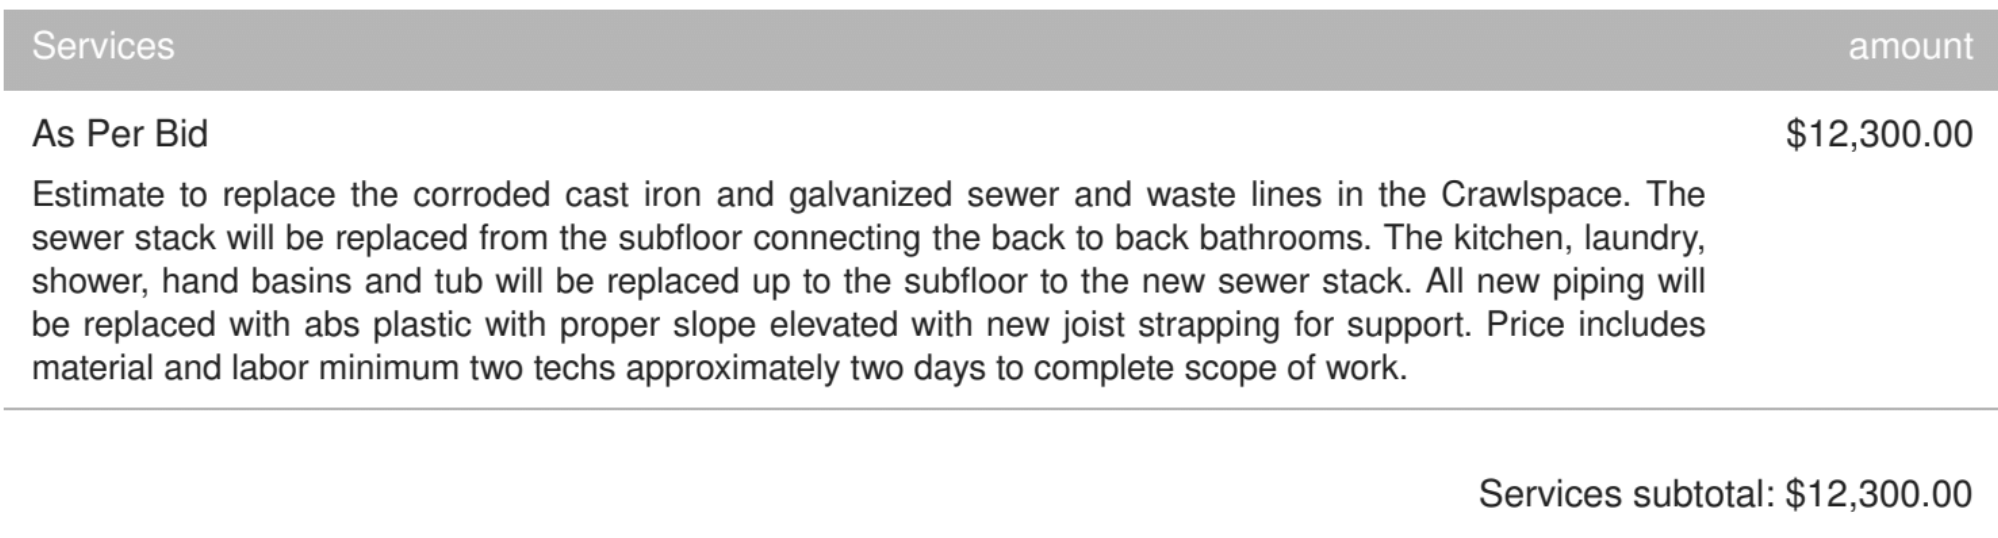 Services amount
As Per Bid $12,300.00
Estimate to replace the corroded cast iron and galvanized sewer and waste lines in the Crawlspace. The
sewer stack will be replaced from the subfloor connecting the back to back bathrooms. The kitchen, laundry,
shower, hand basins and tub will be replaced up to the subfloor to the new sewer stack. All new piping will
be replaced with abs plastic with proper slope elevated with new joist strapping for support. Price includes
material and labor minimum two techs approximately two days to complete scope of work.
Services subtotal: $12,300.00